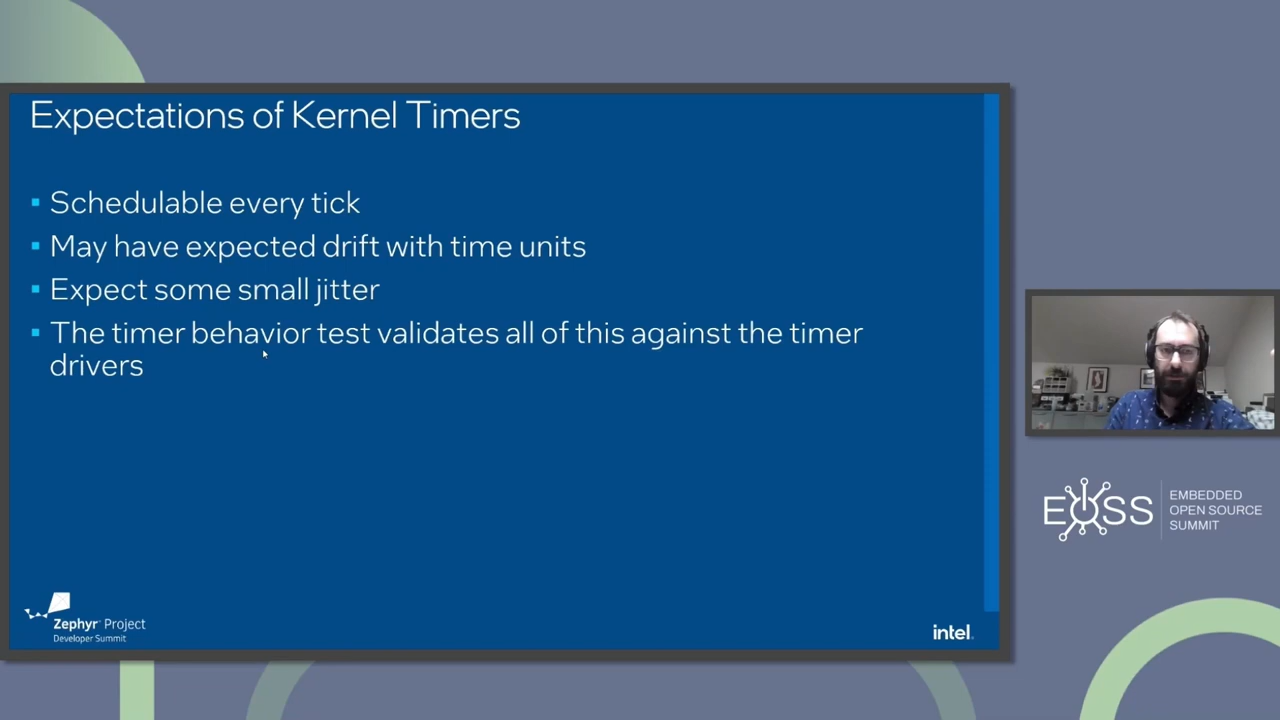 Expectations of Kernel Timers
Schedulable every tick
May have expected drift with time units
Expect some small jitter
The timer behavior test validates all of this against the timer
drivers
Zephyr Project
Developer Summit
intel.
EOSS
EMBEDDED
OPEN SOURCE
SUMMIT